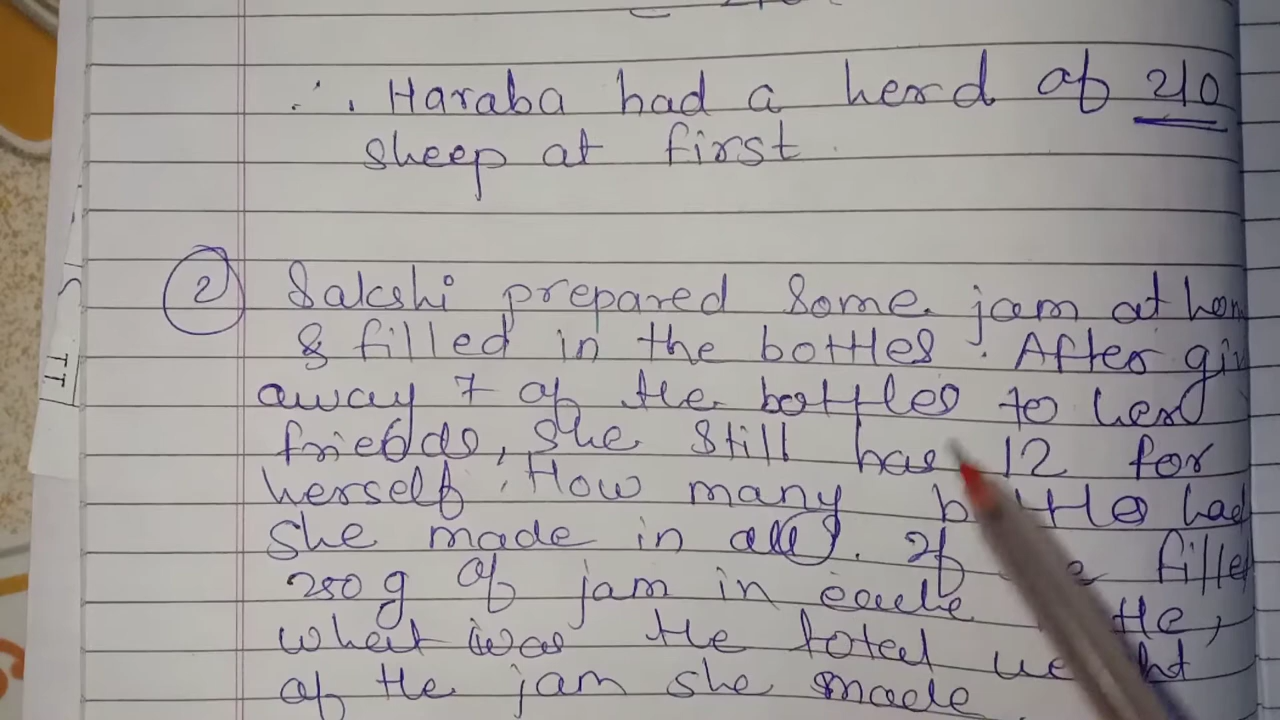 ∴ Haraba had a herd of 210
sheep at first.
2 Sakshi prepared some jam at hom
& filled in the bottles. After giv
away 7 of the bottles to her
friends, she still has 12 for
herself. How many bottles had
she made in all? If filled
250 g of jam in each
what was the total
of the jam she made.